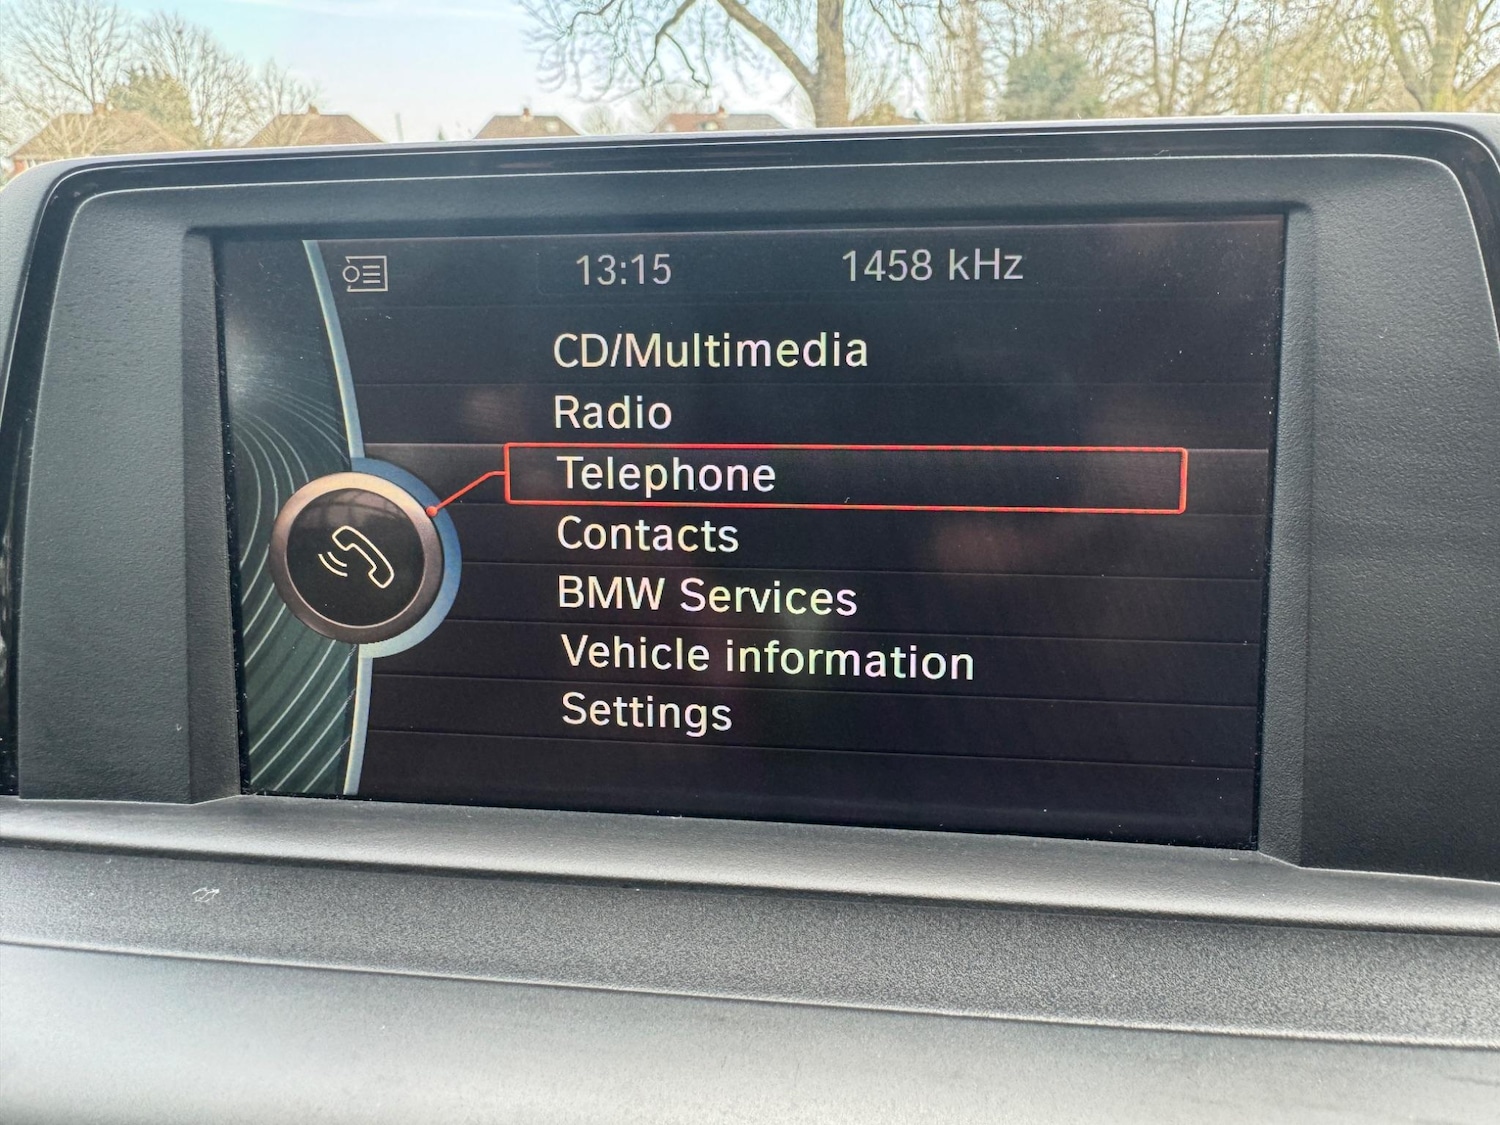 13:15 1458 kHz
CD/Multimedia
Radio
Telephone
Contacts
BMW Services
Vehicle information
Settings